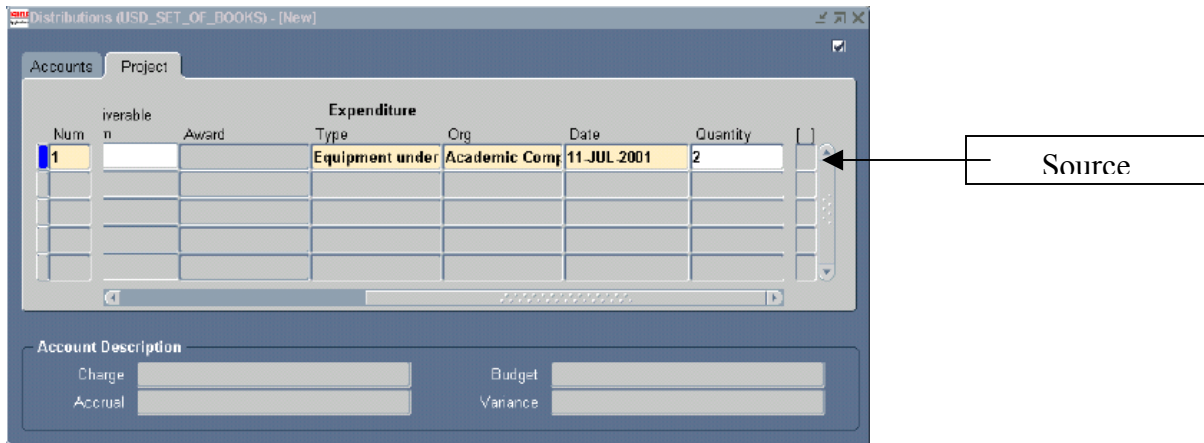 Distributions (USD_SET_OF_BOOKS) - [New]
Accounts Project
iverable Expenditure
Num n Award Type Org Date Quantity [ ]
1 Equipment under Academic Comp 11-JUL-2001 2
Source
Account Description
Charge Budget
Accrual Variance